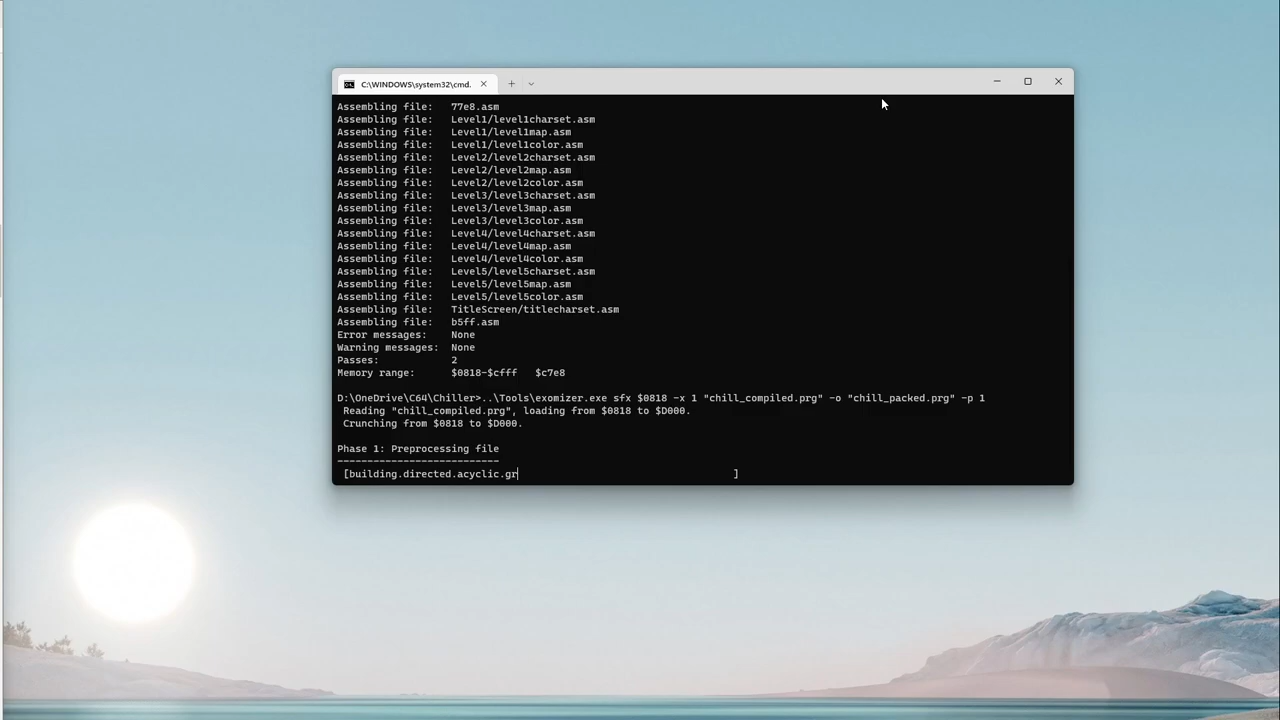 C:\WINDOWS\system32\cmd.
Assembling file:   77e8.asm
Assembling file:   Level1/level1charset.asm
Assembling file:   Level1/level1map.asm
Assembling file:   Level1/level1color.asm
Assembling file:   Level2/level2charset.asm
Assembling file:   Level2/level2map.asm
Assembling file:   Level2/level2color.asm
Assembling file:   Level3/level3charset.asm
Assembling file:   Level3/level3map.asm
Assembling file:   Level3/level3color.asm
Assembling file:   Level4/level4charset.asm
Assembling file:   Level4/level4map.asm
Assembling file:   Level4/level4color.asm
Assembling file:   Level5/level5charset.asm
Assembling file:   Level5/level5map.asm
Assembling file:   Level5/level5color.asm
Assembling file:   TitleScreen/titlecharset.asm
Assembling file:   b5ff.asm
Error messages:    None
Warning messages:  None
Passes:            2
Memory range:      $0818-$cfff   $c7e8
D:\OneDrive\C64\Chiller>..\Tools\exomizer.exe sfx $0818 -x 1 "chill_compiled.prg" -o "chill_packed.prg" -p 1
Reading "chill_compiled.prg", loading from $0818 to $D000.
Crunching from $0818 to $D000.
Phase 1: Preprocessing file
---------------------------
[building.directed.acyclic.gr                                    ]